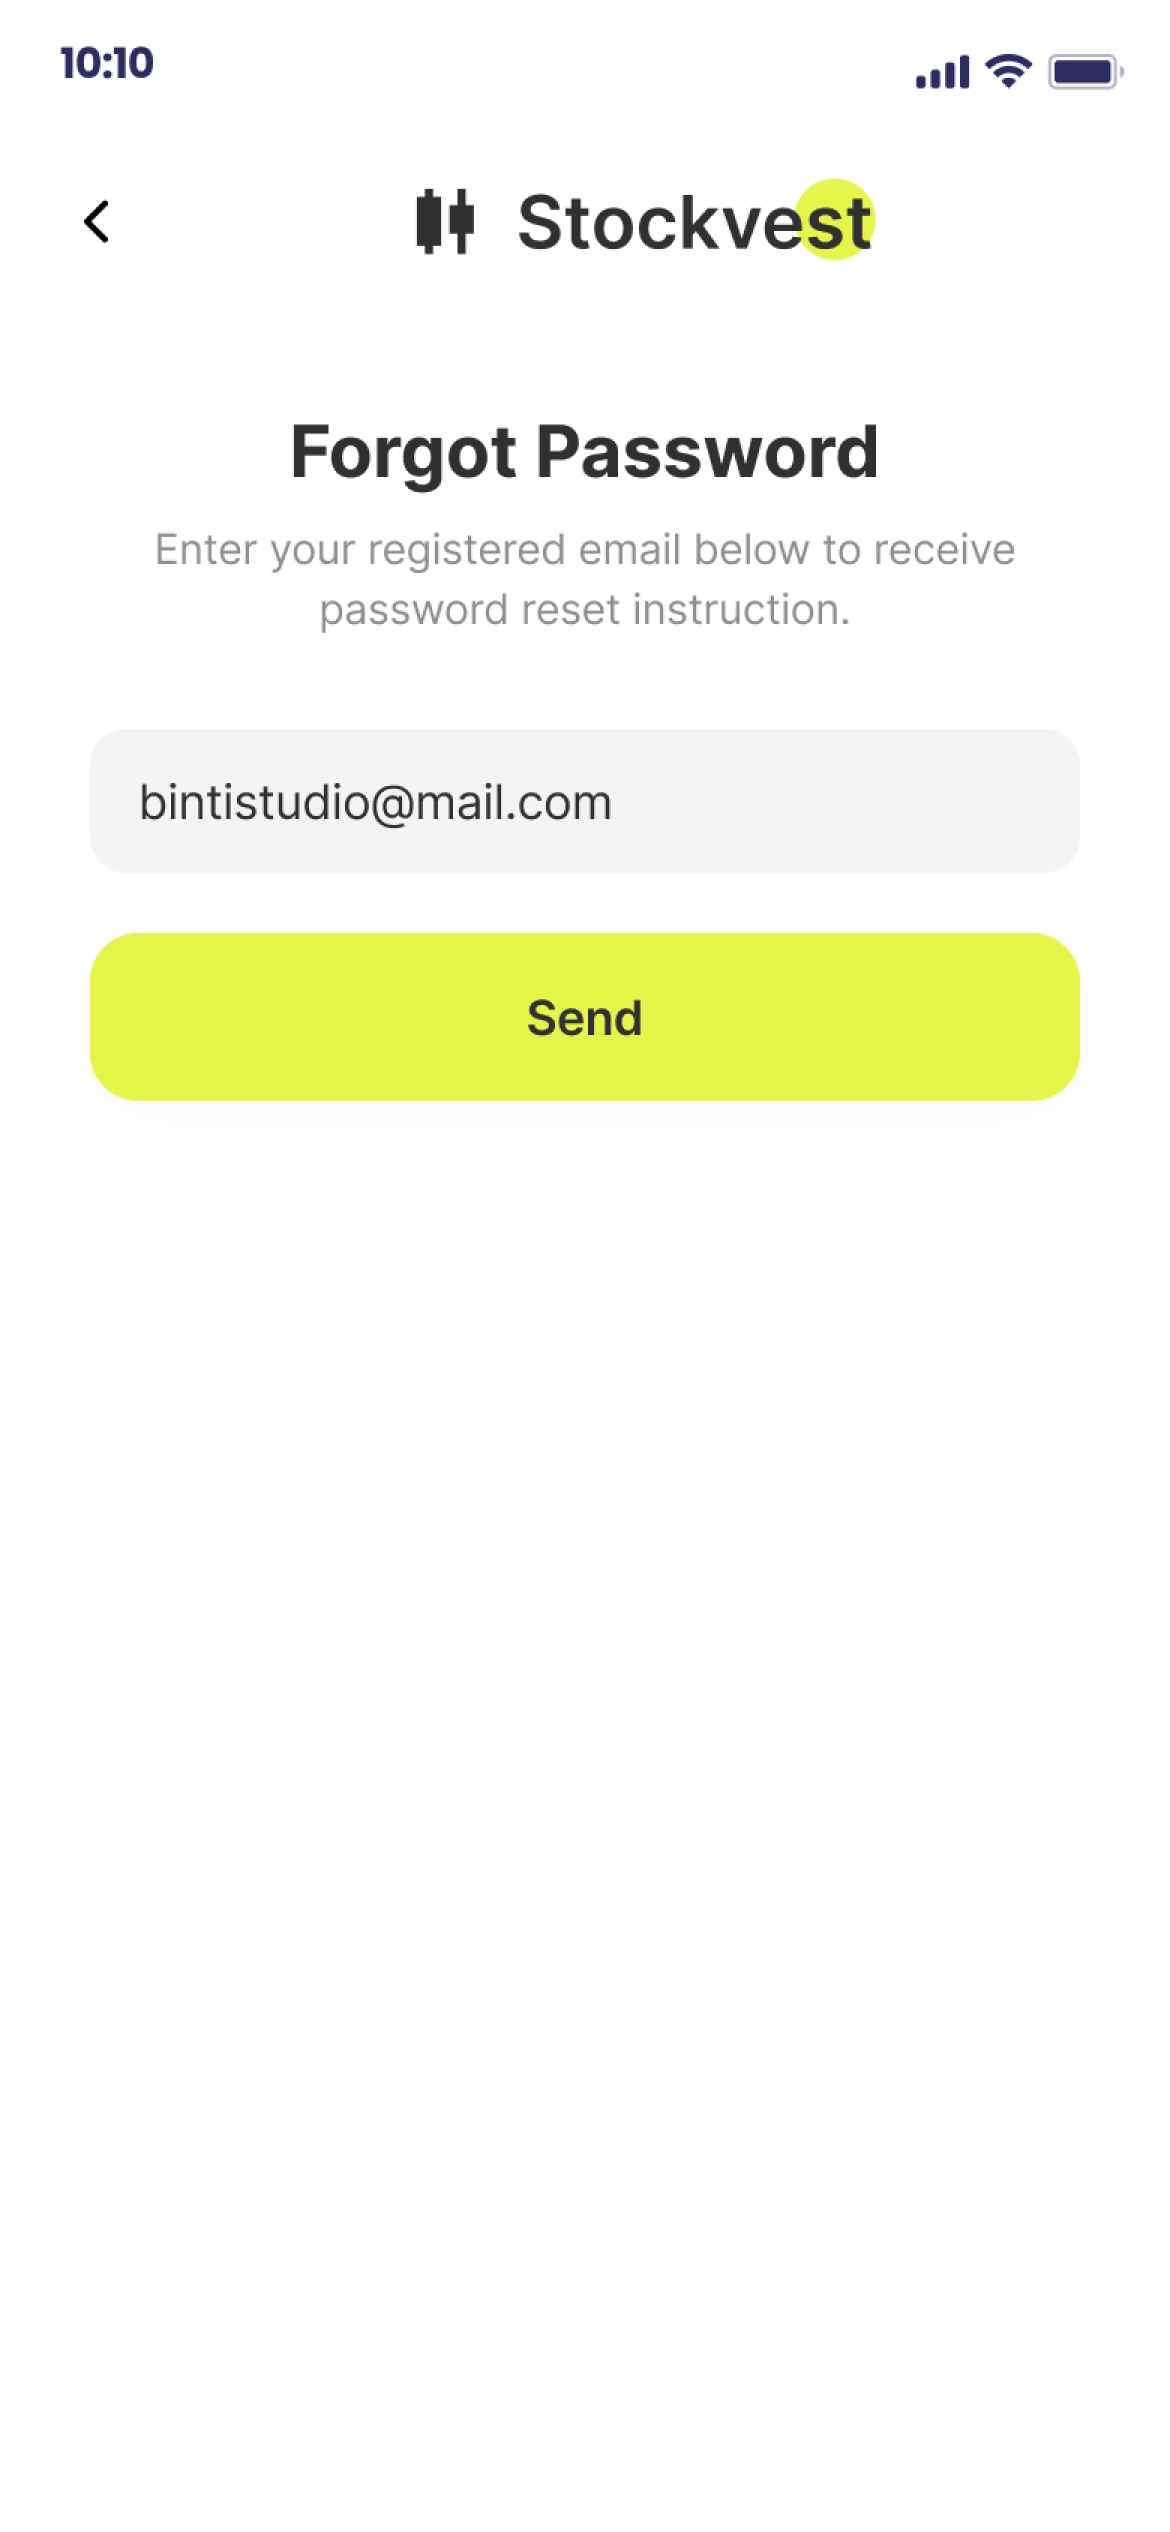 10:10
Stockvest
Forgot Password
Enter your registered email below to receive
password reset instruction.
bintistudio@mail.com
Send